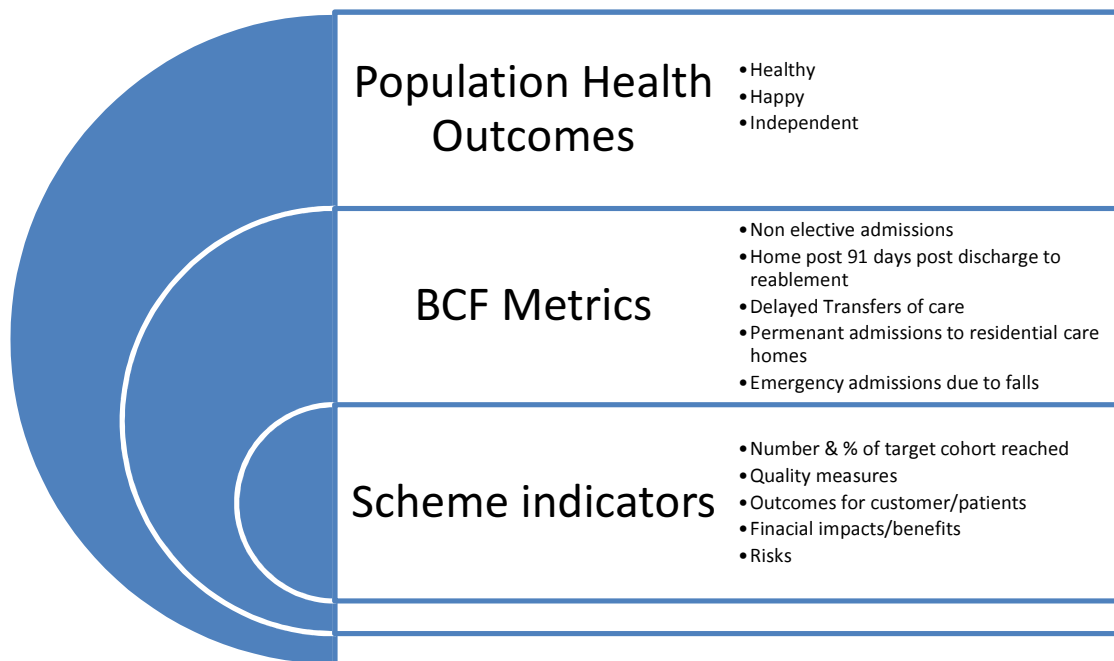 Population Health
Outcomes
•Healthy
•Happy
•Independent
BCF Metrics
•Non elective admissions
•Home post 91 days post discharge to
reablement
•Delayed Transfers of care
•Permenant admissions to residential care
homes
•Emergency admissions due to falls
Scheme indicators
•Number & % of target cohort reached
•Quality measures
•Outcomes for customer/patients
•Finacial impacts/benefits
•Risks